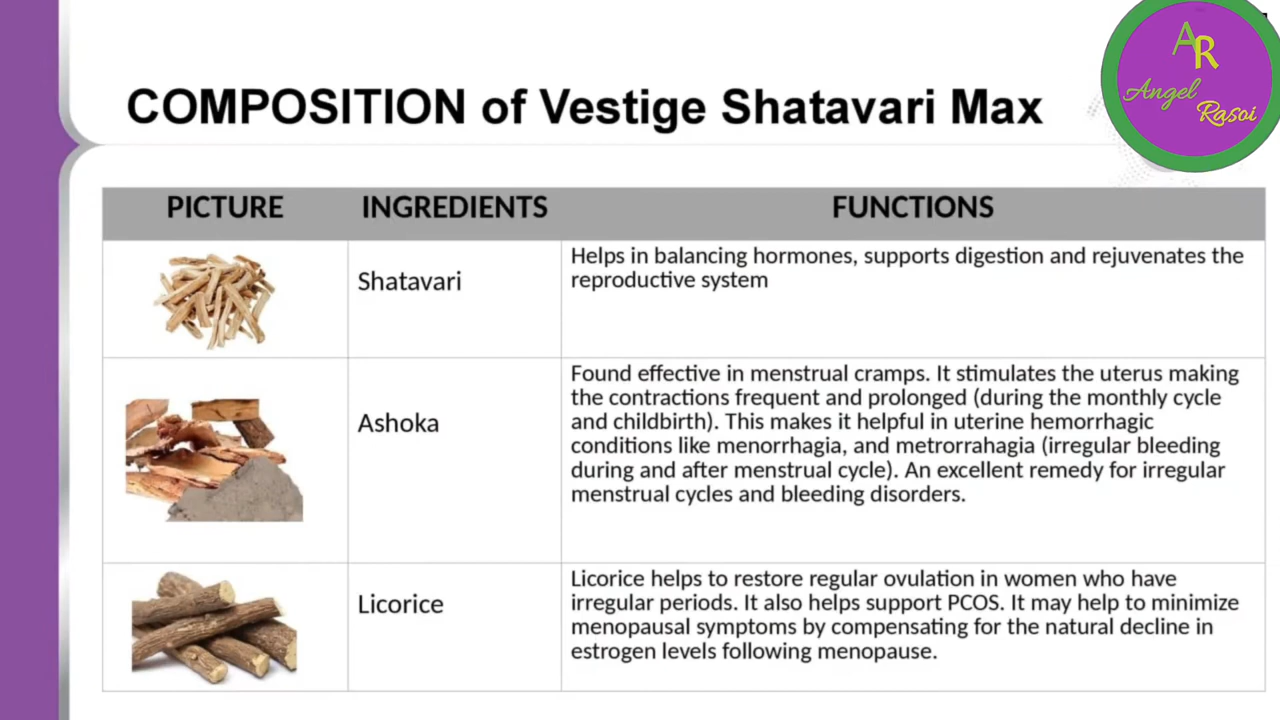 AR
Angel
Rasoi
COMPOSITION of Vestige Shatavari Max
PICTURE INGREDIENTS FUNCTIONS
Shatavari
Helps in balancing hormones, supports digestion and rejuvenates the
reproductive system
Ashoka
Found effective in menstrual cramps. It stimulates the uterus making
the contractions frequent and prolonged (during the monthly cycle
and childbirth). This makes it helpful in uterine hemorrhagic
conditions like menorrhagia, and metrorrahagia (irregular bleeding
during and after menstrual cycle). An excellent remedy for irregular
menstrual cycles and bleeding disorders.
Licorice
Licorice helps to restore regular ovulation in women who have
irregular periods. It also helps support PCOS. It may help to minimize
menopausal symptoms by compensating for the natural decline in
estrogen levels following menopause.